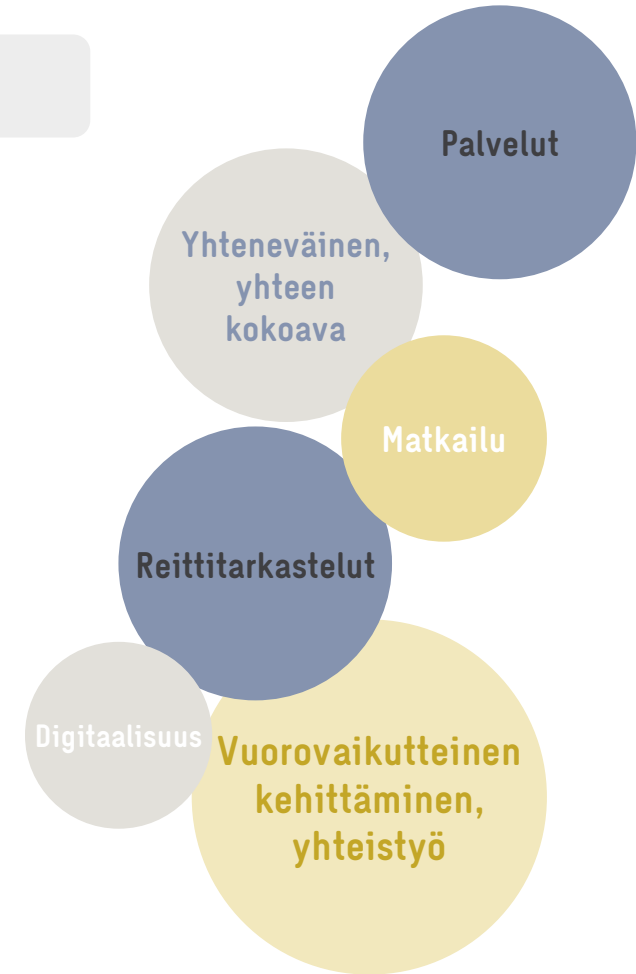 Palvelut
Yhteneväinen,
yhteen
kokoava
Matkailu
Reittitarkastelut
Digitaalisuus
Vuorovaikutteinen
kehittäminen,
yhteistyö